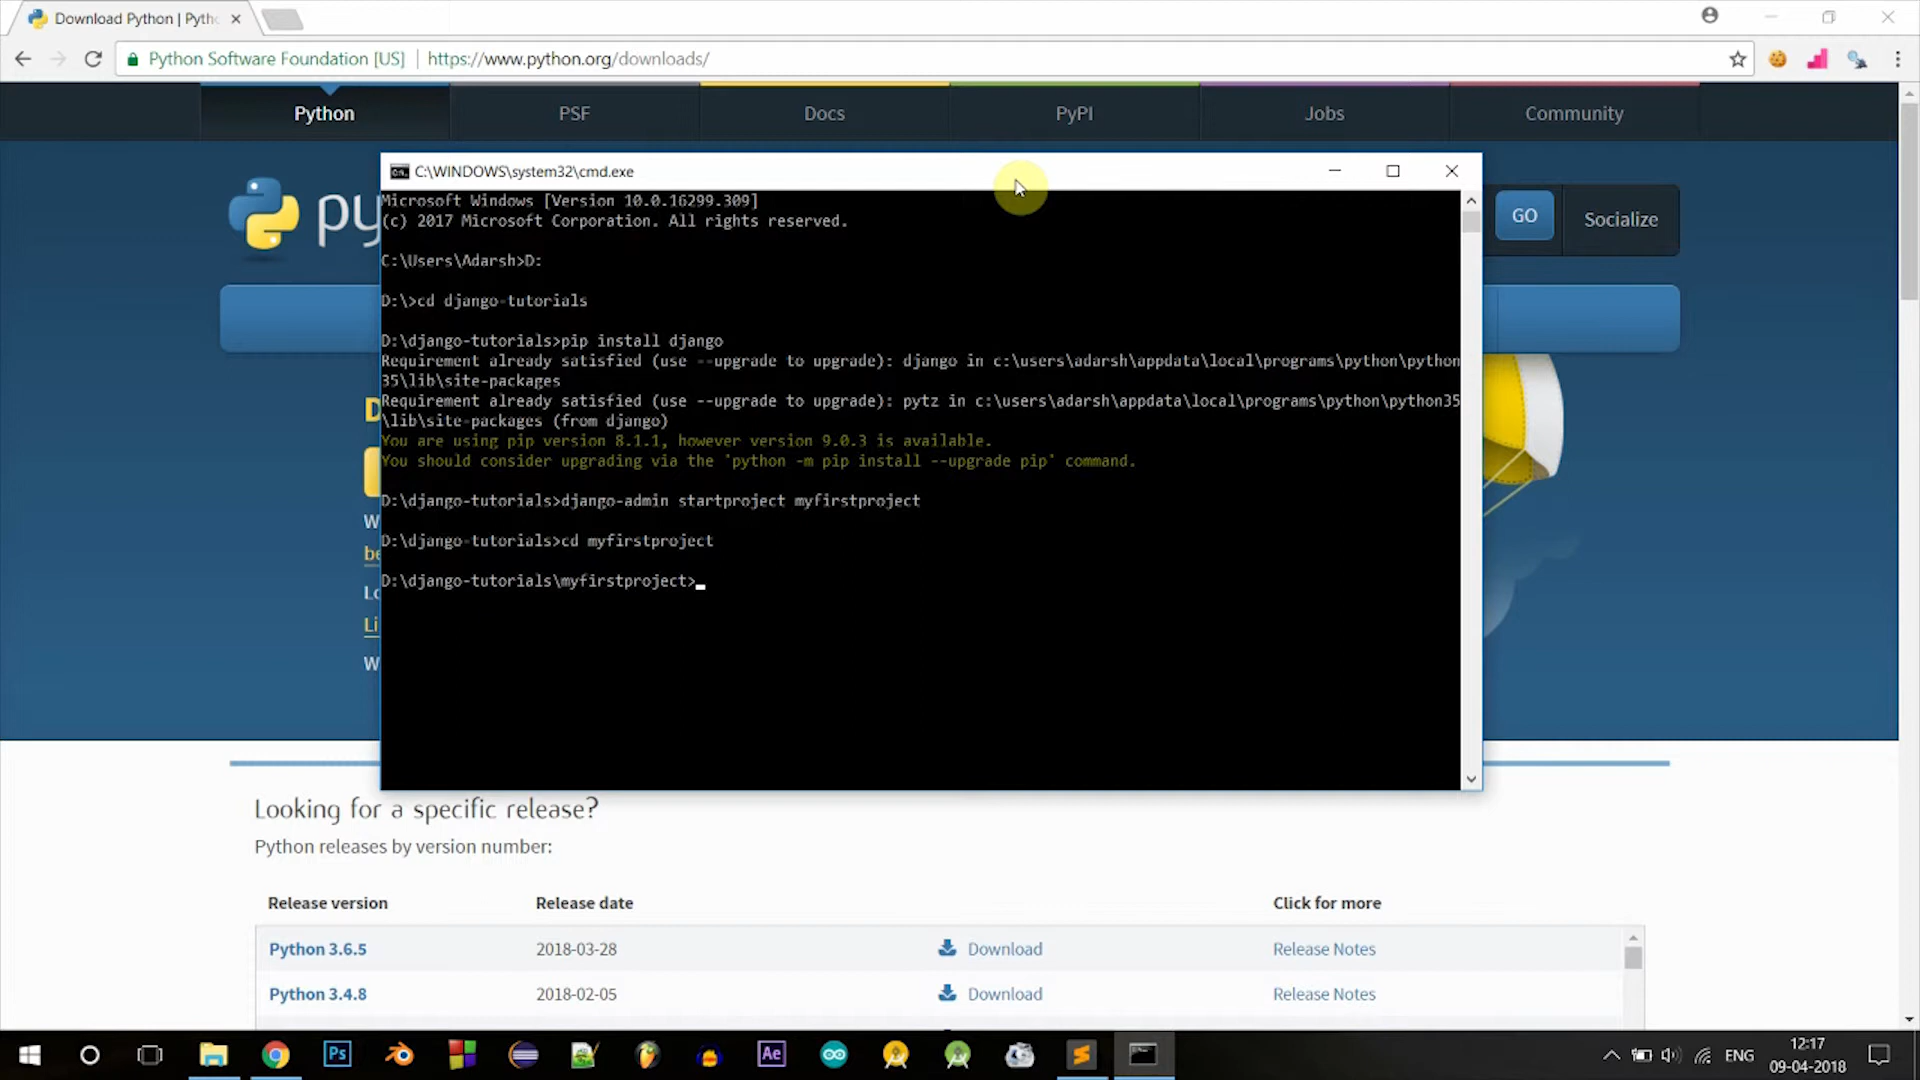 Download Python | Pyth
Python Software Foundation [US] https://www.python.org/downloads/
Python PSF Docs PyPI Jobs Community
py
GO Socialize
C:\WINDOWS\system32\cmd.exe
Microsoft Windows [Version 10.0.16299.309]
(c) 2017 Microsoft Corporation. All rights reserved.
C:\Users\Adarsh>D:
D:\>cd django-tutorials
D:\django-tutorials>pip install django
Requirement already satisfied (use --upgrade to upgrade): django in c:\users\adarsh\appdata\local\programs\python\python
35\lib\site-packages
Requirement already satisfied (use --upgrade to upgrade): pytz in c:\users\adarsh\appdata\local\programs\python\python35
\lib\site-packages (from django)
You are using pip version 8.1.1, however version 9.0.3 is available.
You should consider upgrading via the 'python -m pip install --upgrade pip' command.
D:\django-tutorials>django-admin startproject myfirstproject
D:\django-tutorials>cd myfirstproject
D:\django-tutorials\myfirstproject>
D
W
be
Lo
Li
W
Looking for a specific release?
Python releases by version number:
Release version Release date Click for more
Python 3.6.5 2018-03-28 Download Release Notes
Python 3.4.8 2018-02-05 Download Release Notes
Ps Ae ENG
12:17
09-04-2018